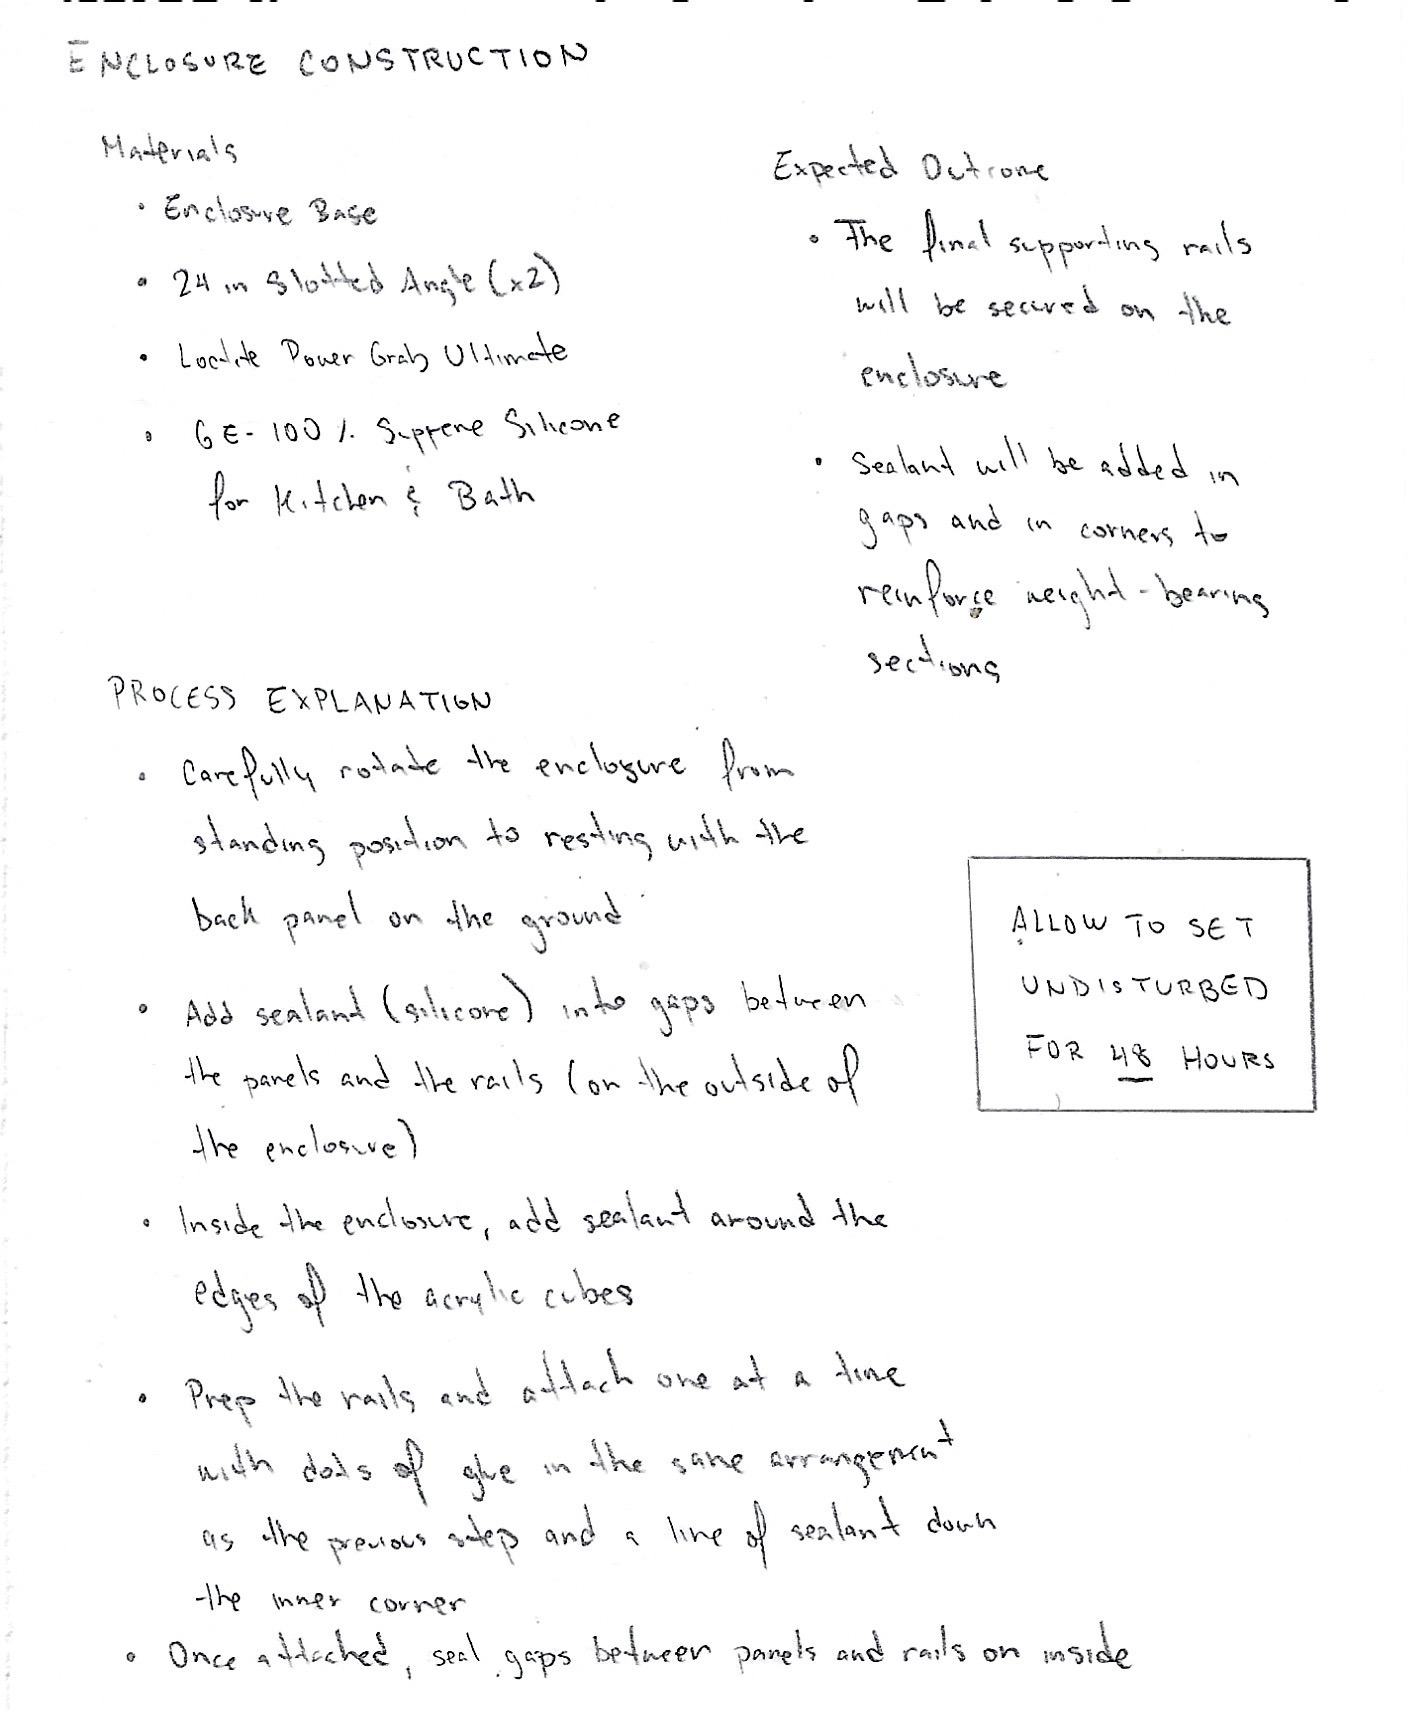 ENCLOSURE CONSTRUCTION
Materials
• Enclosure Base
• 24 in Slotted Angle (x2)
• Loctite Power Grab Ultimate
• GE- 100 % Supreme Silicone
for Kitchen & Bath
Expected Outcome
• The final supporting rails
will be secured on the
enclosure
• Sealant will be added in
gaps and in corners to
reinforce weight-bearing
sections
PROCESS EXPLANATION
• Carefully rotate the enclosure from
standing position to resting with the
back panel on the ground
• Add sealant (silicone) into gaps between
the panels and the rails (on the outside of
the enclosure)
• Inside the enclosure, add sealant around the
edges of the acrylic cubes
• Prep the rails and attach one at a time
with dots of glue in the same arrangement
as the previous step and a line of sealant down
the inner corner
• Once attached, seal gaps between panels and rails on inside
ALLOW TO SET
UNDISTURBED
FOR 48 HOURS